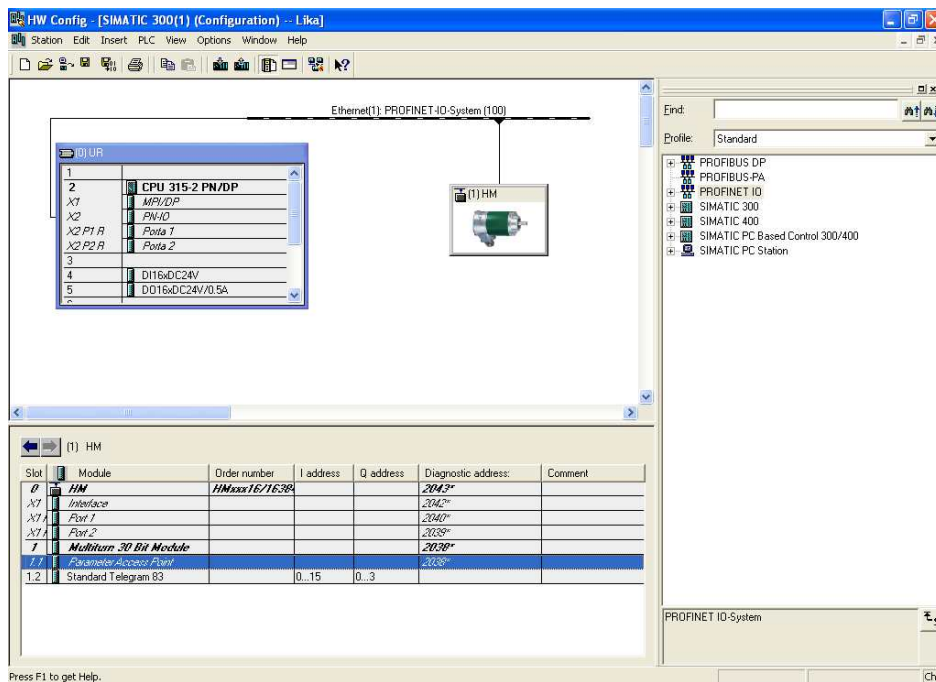 HW Config - [SIMATIC 300(1) (Configuration) -- Lika]
Station Edit Insert PLC View Options Window Help
Ethernet(1): PROFINET-IO-System (100)
(0) UR
1
2 CPU 315-2 PN/DP
X1 MPI/DP
X2 PN-IO
X2 P1 R Porta 1
X2 P2 R Porta 2
3
4 DI16xDC24V
5 DO16xDC24V/0.5A
(1) HM
Find:
Profile: Standard
PROFIBUS DP
PROFIBUS-PA
PROFINET IO
SIMATIC 300
SIMATIC 400
SIMATIC PC Based Control 300/400
SIMATIC PC Station
(1) HM
Slot Module Order number I address Q address Diagnostic address: Comment
0 HM HMxxx16/16384 2043*
X1 Interface 2042*
X1 Port 1 2040*
X1 Port 2 2039*
1 Multiturn 30 Bit Module 2038*
1.1 Parameter Access Point 2038*
1.2 Standard Telegram 83 0...15 0...3
PROFINET IO-System
Press F1 to get Help.
Ch